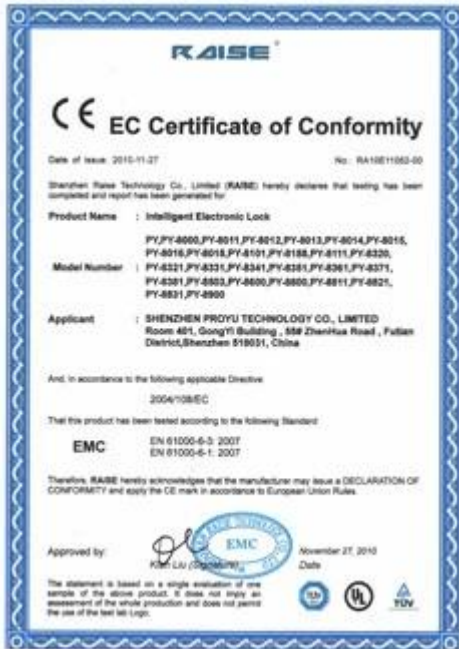 RAISE
CE EC Certificate of Conformity
Date of issue: 2010-11-27 No.: RA10E11062-00
Shenzhen Raise Technology Co., Limited (RAISE) hereby declares that testing has been
completed and report has been generated for
Product Name : Intelligent Electronic Lock
PY,PY-8000,PY-8011,PY-8012,PY-8013,PY-8014,PY-8015,
PY-8016,PY-8018,PY-8101,PY-8188,PY-8111,PY-8320,
Model Number : PY-8321,PY-8331,PY-8341,PY-8351,PY-8361,PY-8371,
PY-8381,PY-8503,PY-8600,PY-8800,PY-8811,PY-8821,
PY-8831,PY-8900
Applicant : SHENZHEN PROYU TECHNOLOGY CO., LIMITED
Room 401, GongYi Building , 55# ZhenHua Road , Futian
District,Shenzhen 518031, China
And, in accordance to the following applicable Directive
2004/108/EC
That this product has been tested according to the following Standard
EMC EN 61000-6-3: 2007
EN 61000-6-1: 2007
Therefore, RAISE hereby acknowledges that the manufacturer may issue a DECLARATION OF
CONFORMITY and apply the CE mark in accordance to European Union Rules.
EMC
Approved by: November 27, 2010
Liu (Signature) Date
The statement is based on a single evaluation of one
sample of the above product. It does not imply an
assessment of the whole production and does not permit
the use of the test lab Logo.
UL
TÜV